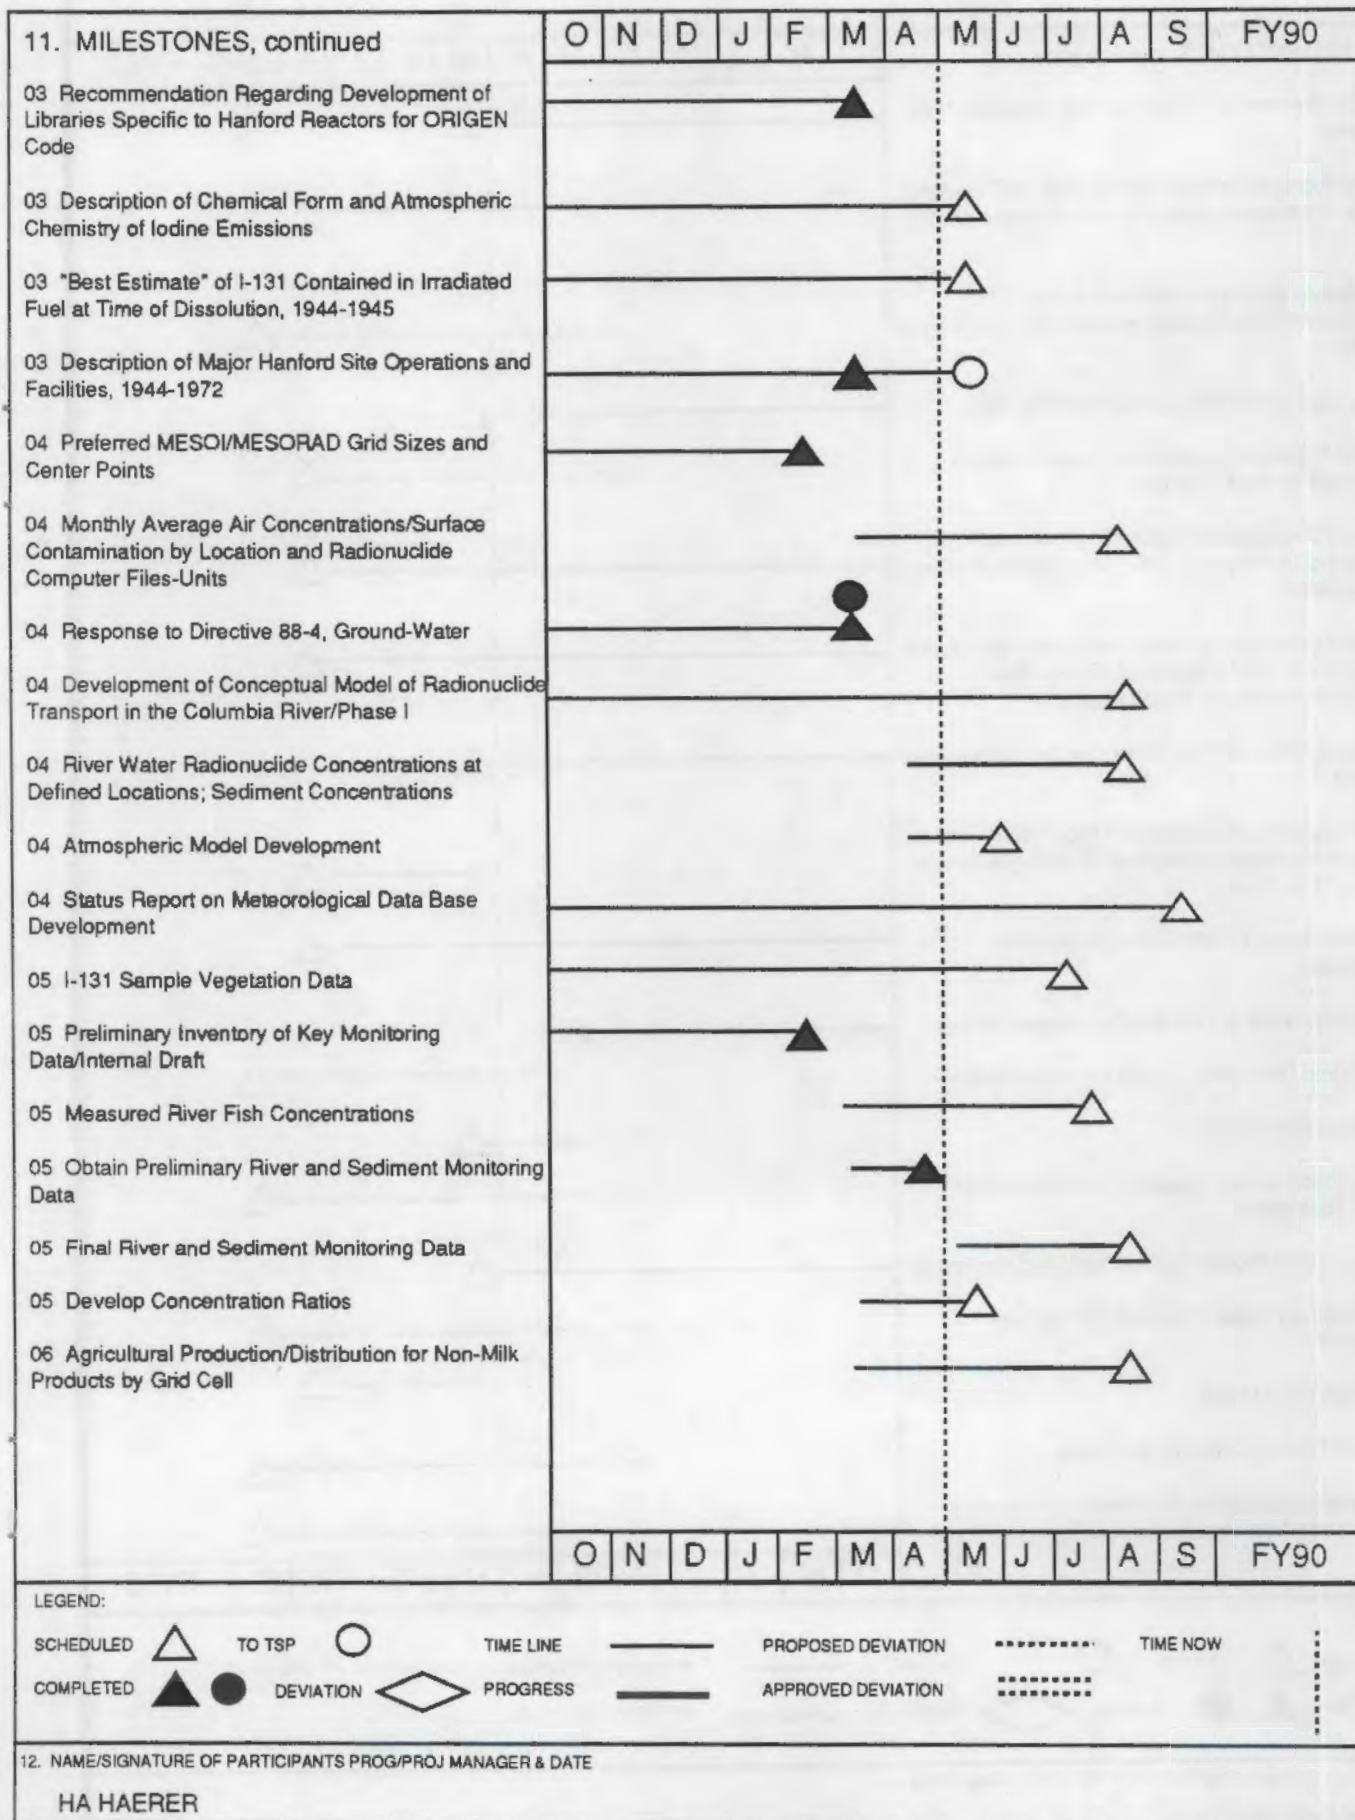 11. MILESTONES, continued
O N D J F M A M J J A S FY90
03 Recommendation Regarding Development of
Libraries Specific to Hanford Reactors for ORIGEN
Code
03 Description of Chemical Form and Atmospheric
Chemistry of Iodine Emissions
03 "Best Estimate" of I-131 Contained in Irradiated
Fuel at Time of Dissolution, 1944-1945
03 Description of Major Hanford Site Operations and
Facilities, 1944-1972
04 Preferred MESOI/MESORAD Grid Sizes and
Center Points
04 Monthly Average Air Concentrations/Surface
Contamination by Location and Radionuclide
Computer Files-Units
04 Response to Directive 88-4, Ground-Water
04 Development of Conceptual Model of Radionuclide
Transport in the Columbia River/Phase I
04 River Water Radionuclide Concentrations at
Defined Locations; Sediment Concentrations
04 Atmospheric Model Development
04 Status Report on Meteorological Data Base
Development
05 I-131 Sample Vegetation Data
05 Preliminary Inventory of Key Monitoring
Data/Internal Draft
05 Measured River Fish Concentrations
05 Obtain Preliminary River and Sediment Monitoring
Data
05 Final River and Sediment Monitoring Data
05 Develop Concentration Ratios
06 Agricultural Production/Distribution for Non-Milk
Products by Grid Cell
O N D J F M A M J J A S FY90
LEGEND:
SCHEDULED TO TSP TIME LINE PROPOSED DEVIATION TIME NOW
COMPLETED DEVIATION PROGRESS APPROVED DEVIATION
12. NAME/SIGNATURE OF PARTICIPANTS PROG/PROJ MANAGER & DATE
HA HAERER